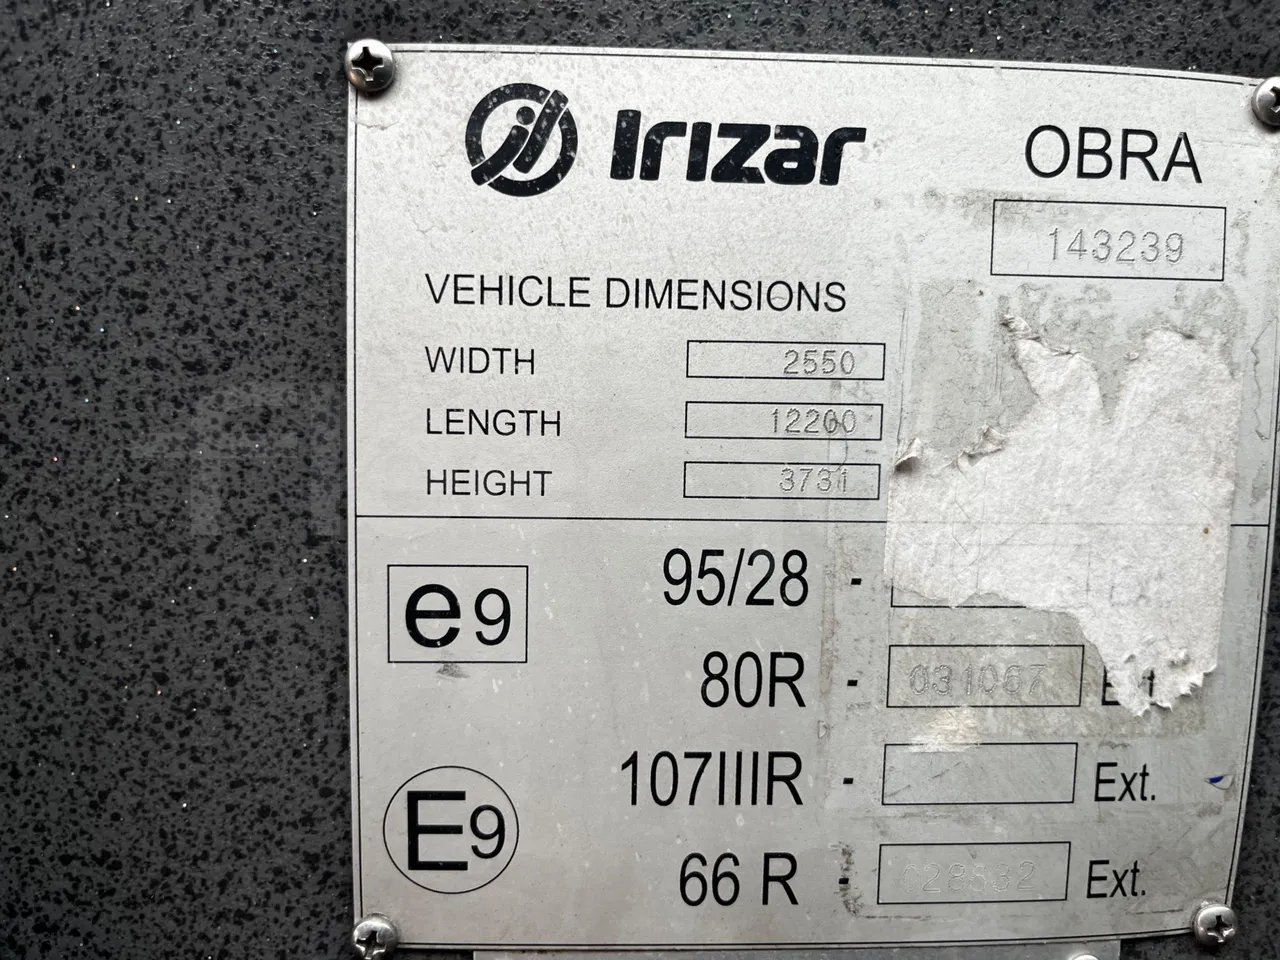 Irizar
OBRA
143239
VEHICLE DIMENSIONS
WIDTH 2550
LENGTH 12200
HEIGHT 3731
e9
95/28 -
80R - 031067 Ext.
107IIIR - Ext.
E9
66 R - Ext.